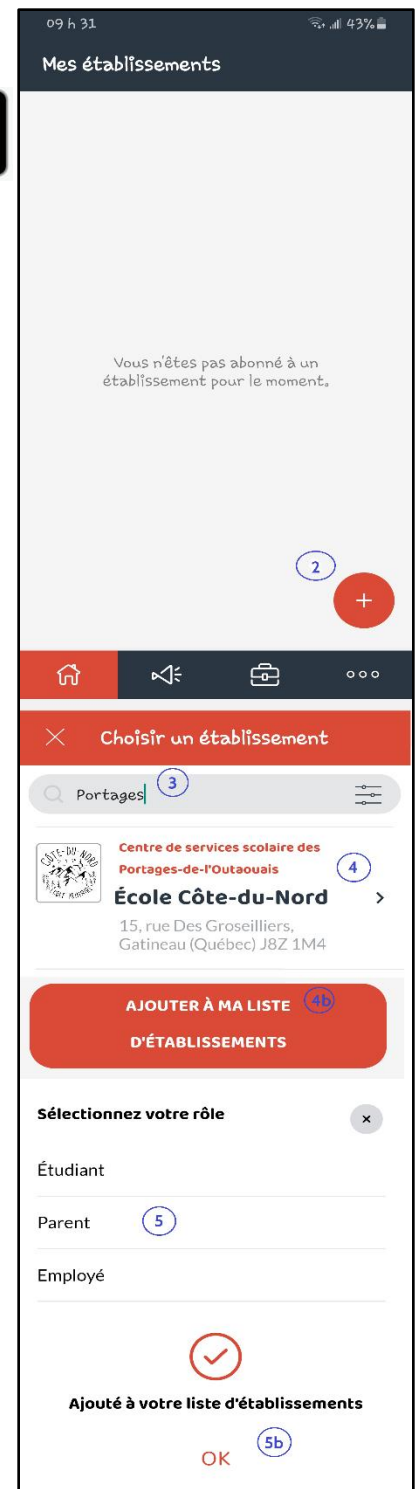 09 h 31 43%
Mes établissements
Vous n'êtes pas abonné à un
établissement pour le moment.
2
+
Choisir un établissement
Portages 3
Centre de services scolaire des
Portages-de-l'Outaouais
4
École Côte-du-Nord
15, rue Des Groseilliers,
Gatineau (Québec) J8Z 1M4
AJOUTER À MA LISTE 4b
D'ÉTABLISSEMENTS
Sélectionnez votre rôle
Étudiant
Parent 5
Employé
Ajouté à votre liste d'établissements
OK 5b